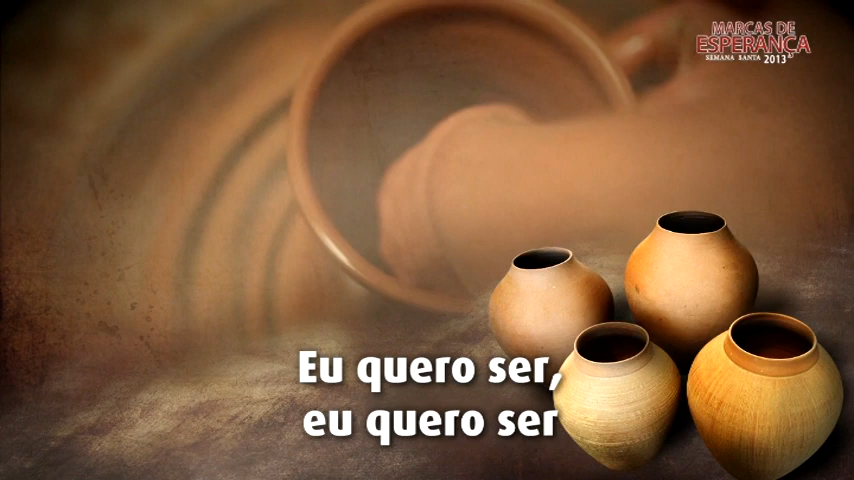 MARCAS DE
ESPERANÇA
SEMANA SANTA 2013
Eu quero ser,
eu quero ser